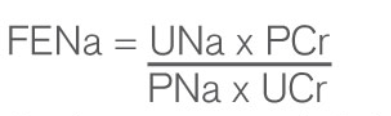 FENa = UNa x PCr
PNa x UCr